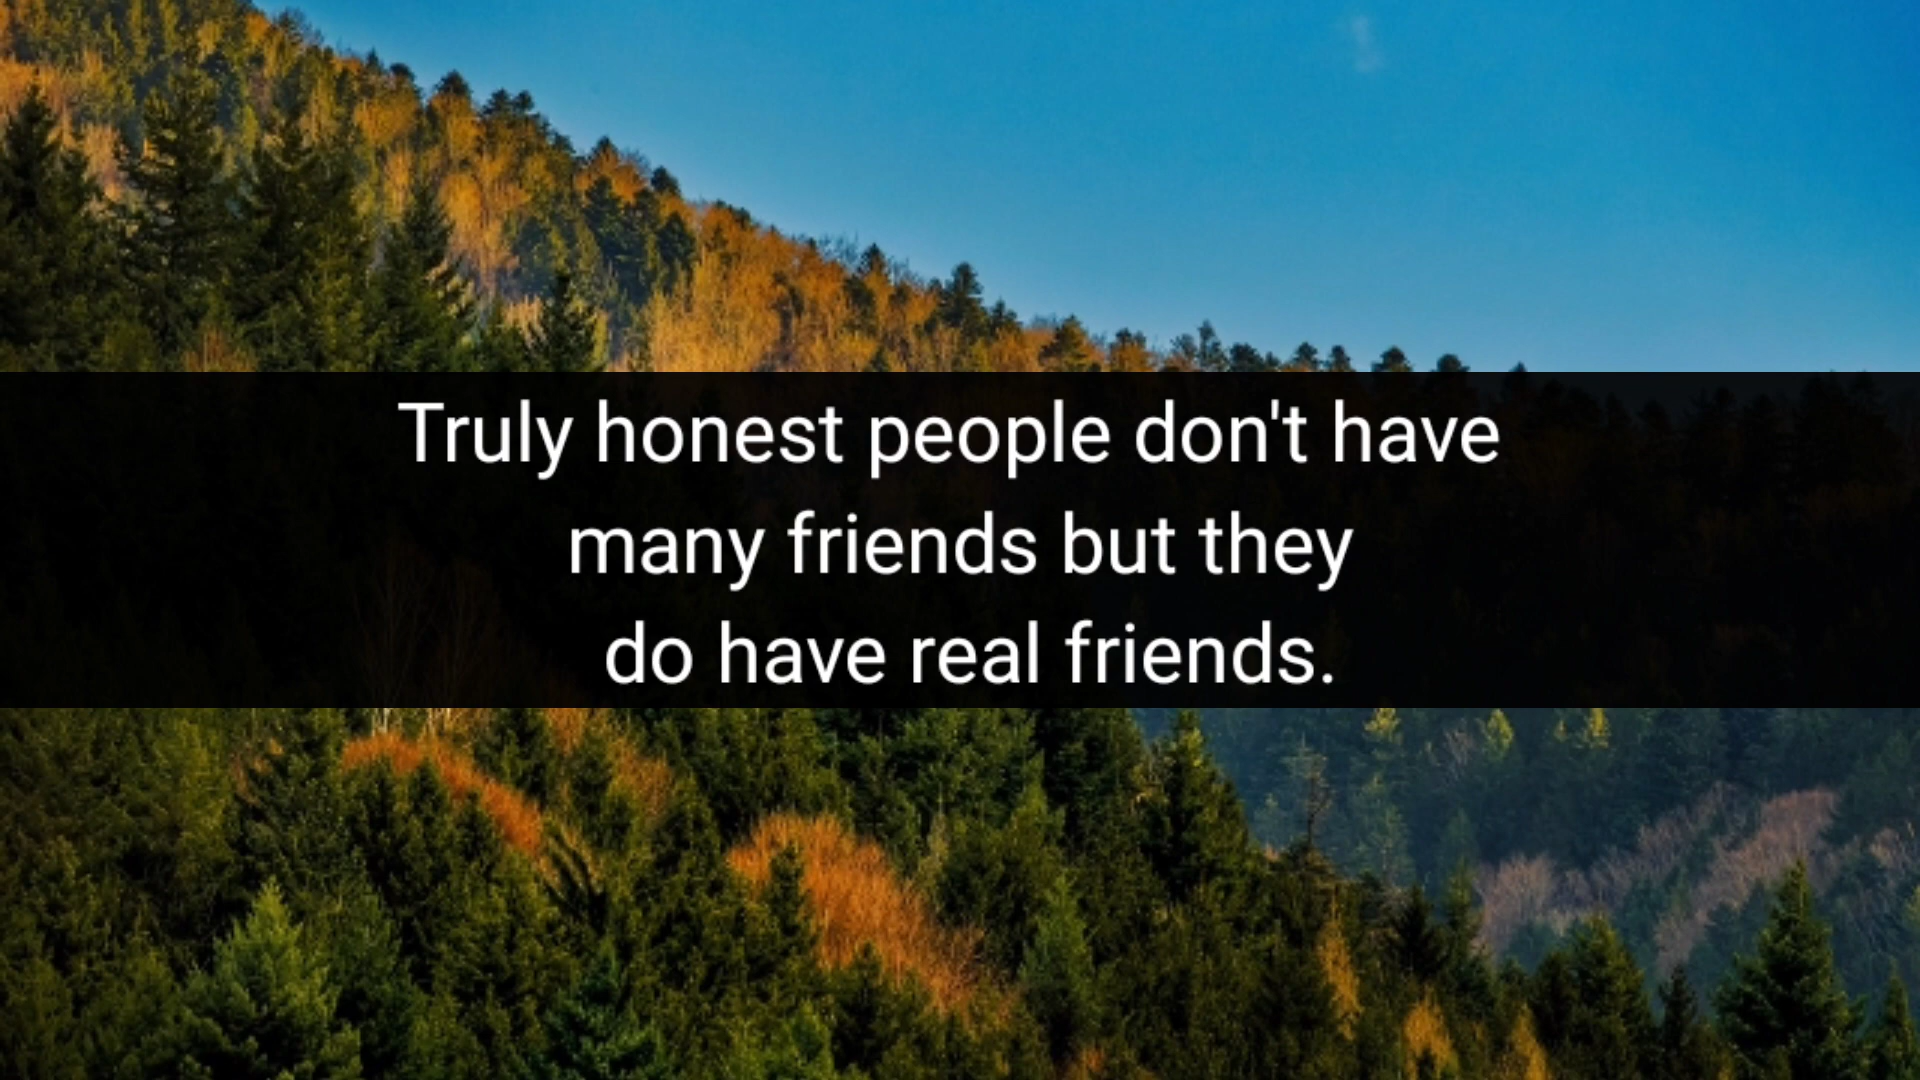 Truly honest people don't have
many friends but they
do have real friends.